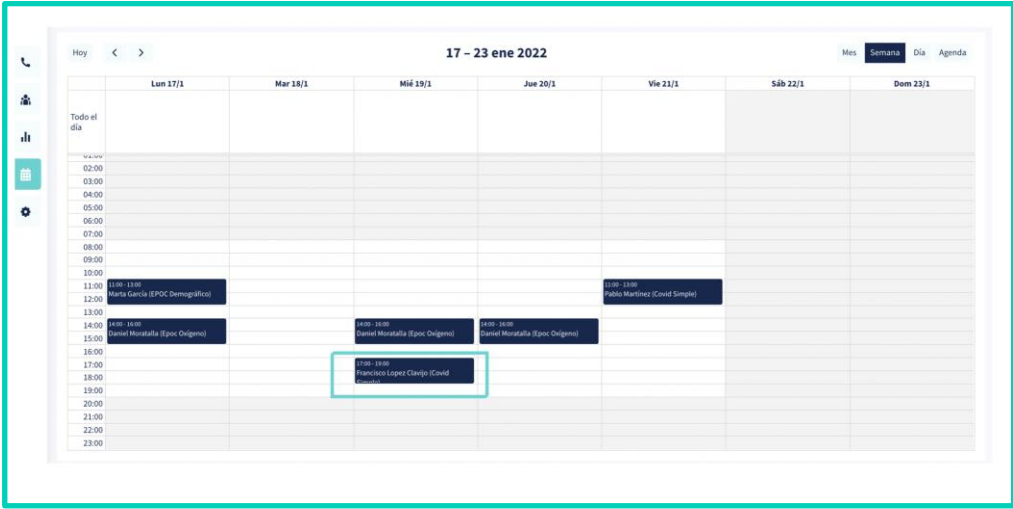 Hoy
17 – 23 ene 2022
Mes Semana Día Agenda
Lun 17/1 Mar 18/1 Mié 19/1 Jue 20/1 Vie 21/1 Sáb 22/1 Dom 23/1
Todo el
día
01:00
02:00
03:00
04:00
05:00
06:00
07:00
08:00
09:00
10:00
11:00
12:00
13:00
14:00
15:00
16:00
17:00
18:00
19:00
20:00
21:00
22:00
23:00
11:00 - 13:00
Marta García (EPOC Demográfico)
14:00 - 16:00
Daniel Moratalla (Epoc Oxígeno)
14:00 - 16:00
Daniel Moratalla (Epoc Oxígeno)
17:00 - 19:00
Francisco Lopez Clavijo (Covid
Simple)
14:00 - 16:00
Daniel Moratalla (Epoc Oxígeno)
11:00 - 13:00
Pablo Martínez (Covid Simple)